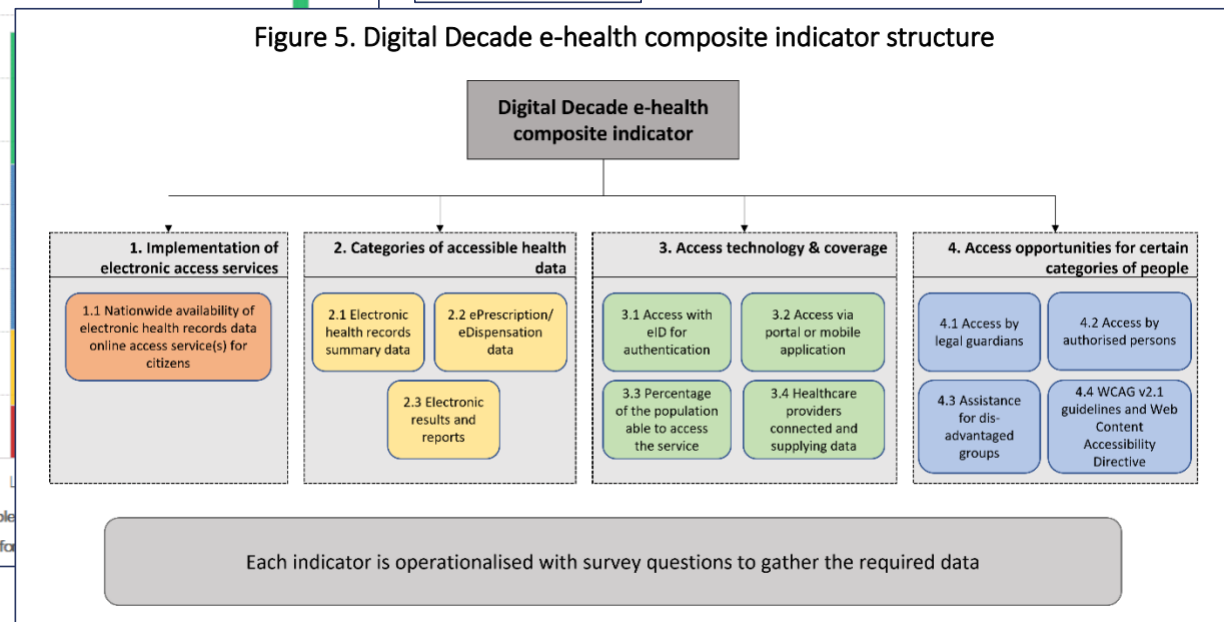 Figure 5. Digital Decade e-health composite indicator structure
Digital Decade e-health
composite indicator
1. Implementation of
electronic access services
1.1 Nationwide availability of
electronic health records data
online access service(s) for
citizens
2. Categories of accessible health
data
2.1 Electronic
health records
summary data
2.2 ePrescription/
eDispensation
data
2.3 Electronic
results and
reports
3. Access technology & coverage
3.1 Access with
eID for
authentication
3.2 Access via
portal or mobile
application
3.3 Percentage
of the population
able to access
the service
3.4 Healthcare
providers
connected and
supplying data
4. Access opportunities for certain
categories of people
4.1 Access by
legal guardians
4.2 Access by
authorised persons
4.3 Assistance
for dis-
advantaged
groups
4.4 WCAG v2.1
guidelines and Web
Content
Accessibility
Directive
Each indicator is operationalised with survey questions to gather the required data